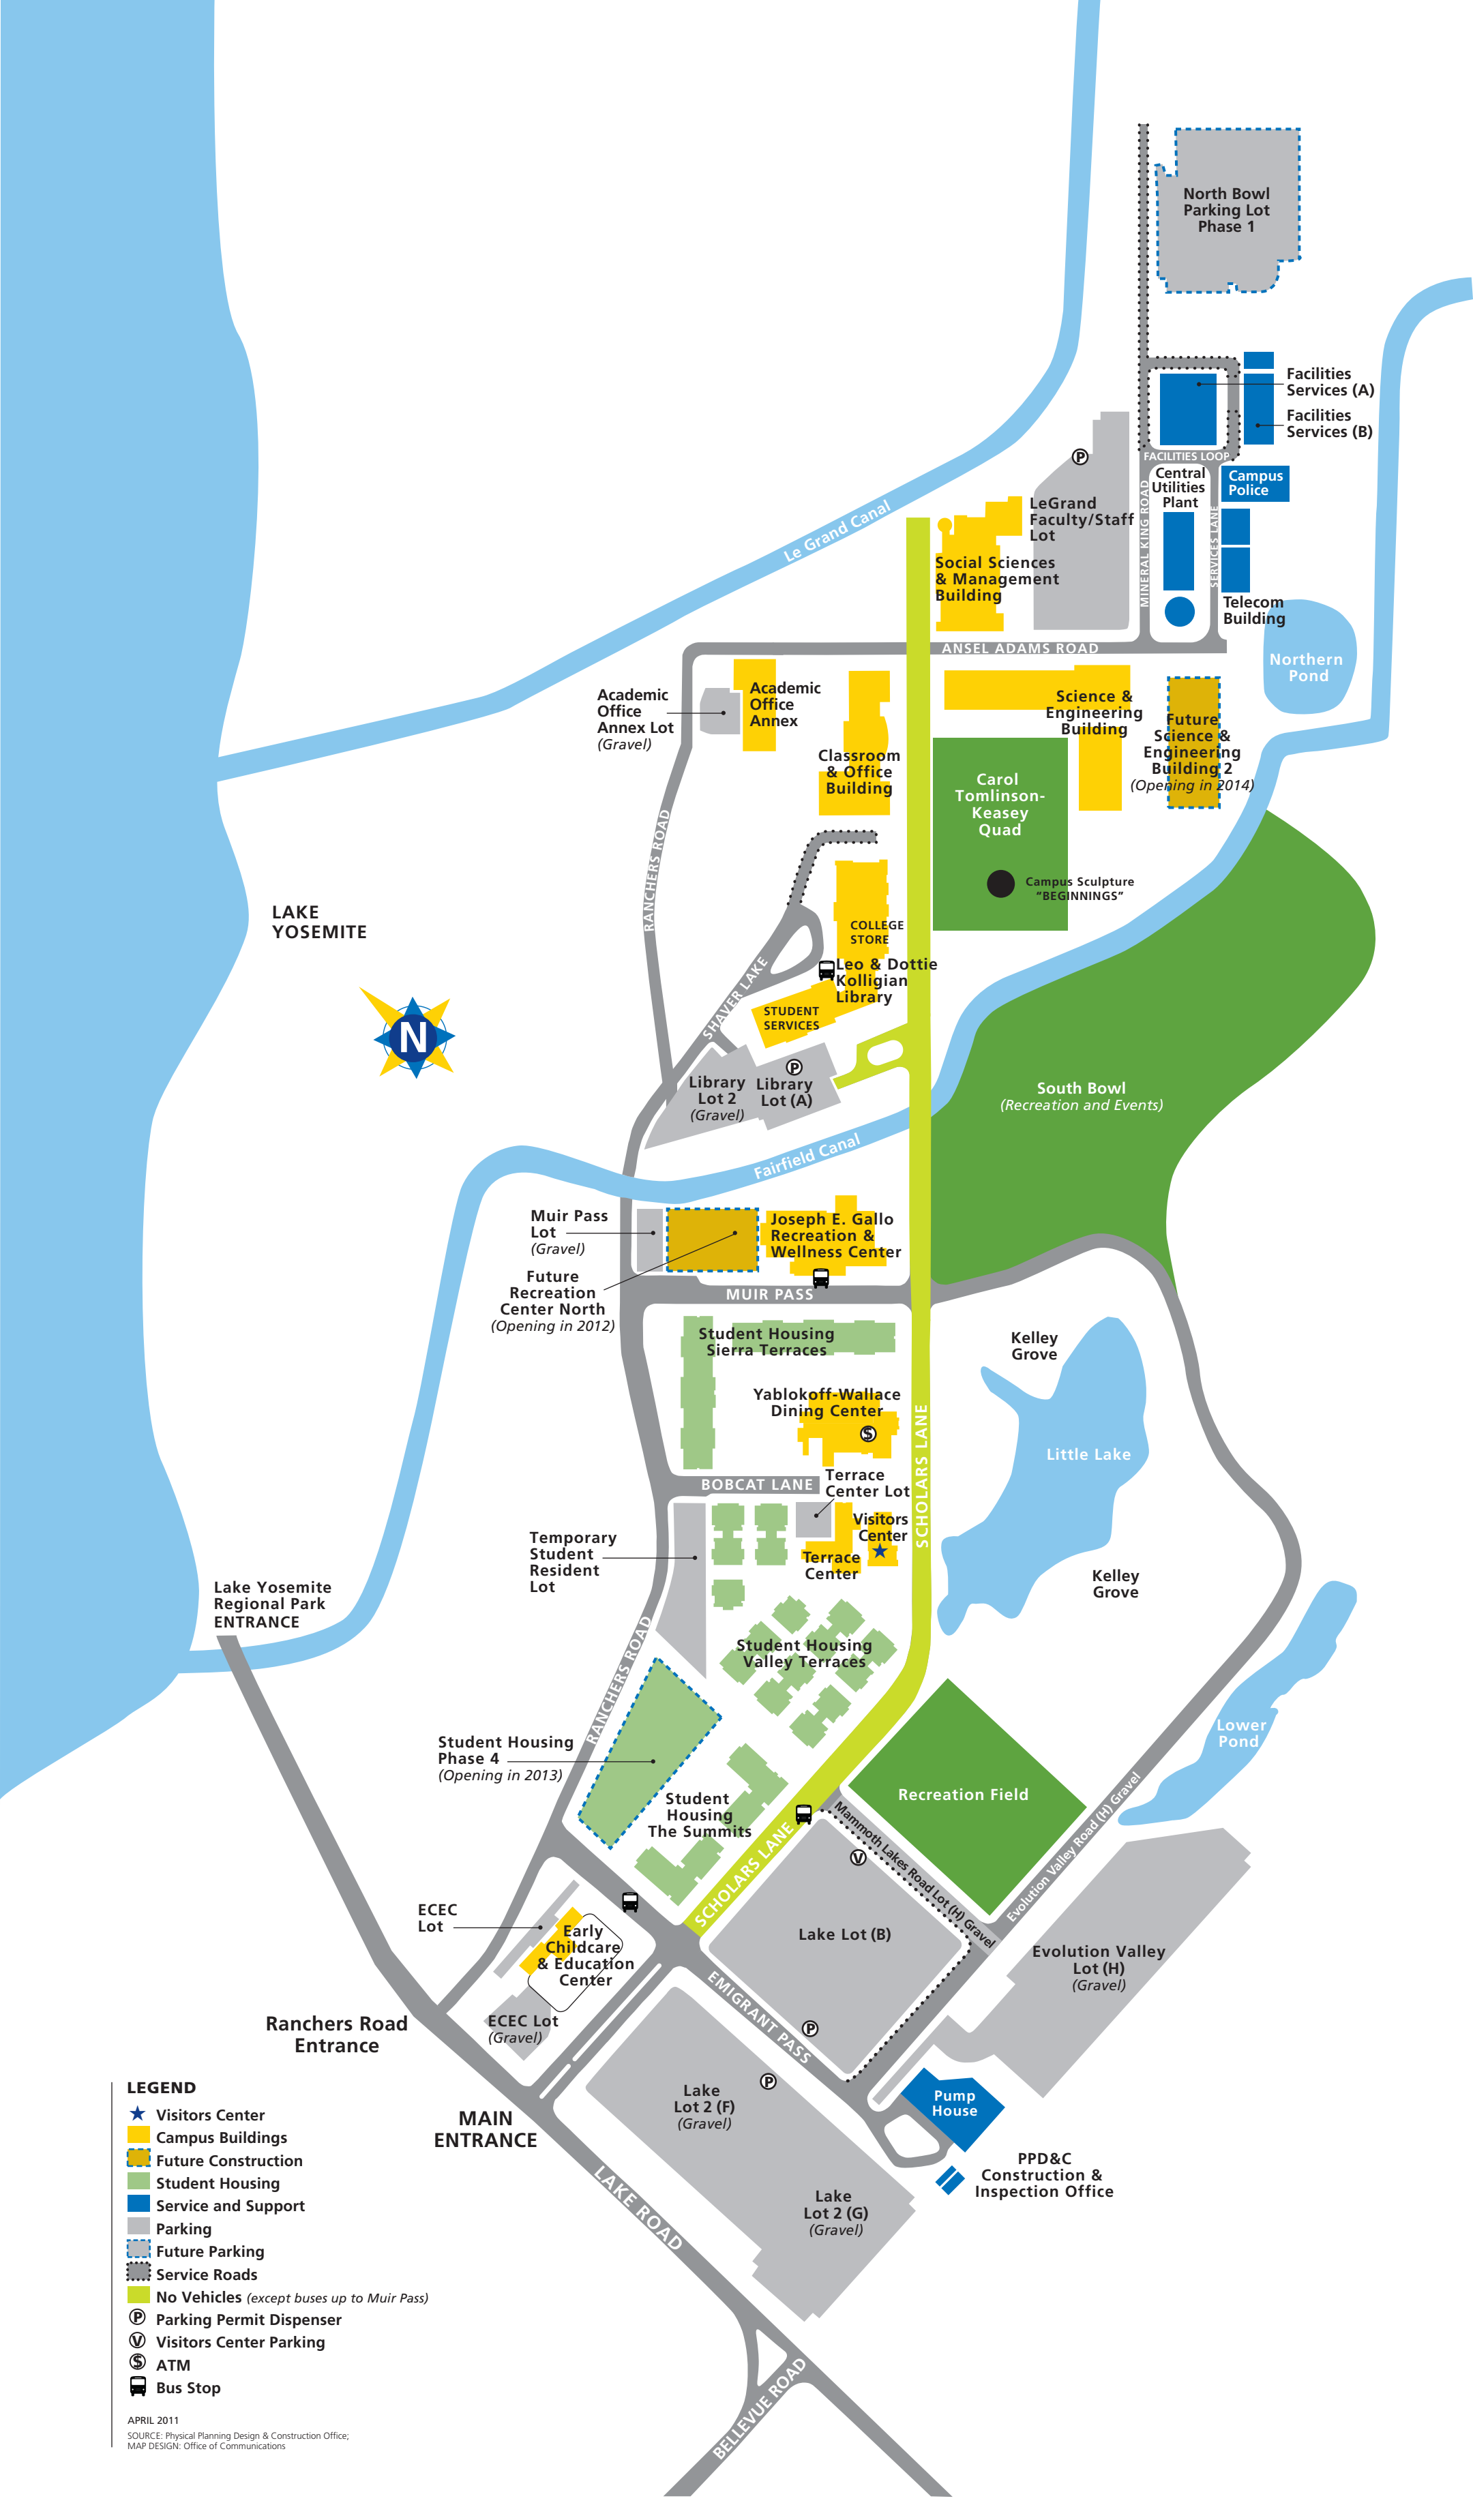 North Bowl
Parking Lot
Phase 1
Facilities
Services (A)
Facilities
Services (B)
FACILITIES LOOP
Central
Utilities
Plant
Campus
Police
MINERAL KING ROAD
SERVICES LANE
LeGrand
Faculty/Staff
Lot
Le Grand Canal
Social Sciences
& Management
Building
Telecom
Building
ANSEL ADAMS ROAD
Northern
Pond
Academic
Office
Annex Lot
(Gravel)
Academic
Office
Annex
Science &
Engineering
Building
Future
Science &
Engineering
Building 2
(Opening in 2014)
Classroom
& Office
Building
Carol
Tomlinson-
Keasey
Quad
RANCHERS ROAD
Campus Sculpture
“BEGINNINGS”
LAKE
YOSEMITE
COLLEGE
STORE
Leo & Dottie
Kolligian
Library
SHAVER LAKE
STUDENT
SERVICES
N
Library
Lot 2
(Gravel)
P
Library
Lot (A)
South Bowl
(Recreation and Events)
Fairfield Canal
Muir Pass
Lot
(Gravel)
Joseph E. Gallo
Recreation &
Wellness Center
Future
Recreation
Center North
(Opening in 2012)
MUIR PASS
Student Housing
Sierra Terraces
Kelley
Grove
Yablokoff-Wallace
Dining Center
$
SCHOLARS LANE
Little Lake
BOBCAT LANE
Terrace
Center Lot
Visitors
Center
Terrace
Center
Temporary
Student
Resident
Lot
Kelley
Grove
Lake Yosemite
Regional Park
ENTRANCE
RANCHERS ROAD
Student Housing
Valley Terraces
Lower
Pond
Student Housing
Phase 4
(Opening in 2013)
Student
Housing
The Summits
Recreation Field
Mammoth Lakes Road Lot (H) Gravel
Evolution Valley Road (H) Gravel
SCHOLARS LANE
V
ECEC
Lot
Early
Childcare
& Education
Center
Lake Lot (B)
Evolution Valley
Lot (H)
(Gravel)
EMIGRANT PASS
ECEC Lot
(Gravel)
Ranchers Road
Entrance
P
P
P
Lake
Lot 2 (F)
(Gravel)
Pump
House
MAIN
ENTRANCE
PPD&C
Construction &
Inspection Office
LAKE ROAD
Lake
Lot 2 (G)
(Gravel)
BELLEVUE ROAD
LEGEND
Visitors Center
Campus Buildings
Future Construction
Student Housing
Service and Support
Parking
Future Parking
Service Roads
No Vehicles (except buses up to Muir Pass)
P Parking Permit Dispenser
V Visitors Center Parking
$ ATM
Bus Stop
APRIL 2011
SOURCE: Physical Planning Design & Construction Office;
MAP DESIGN: Office of Communications